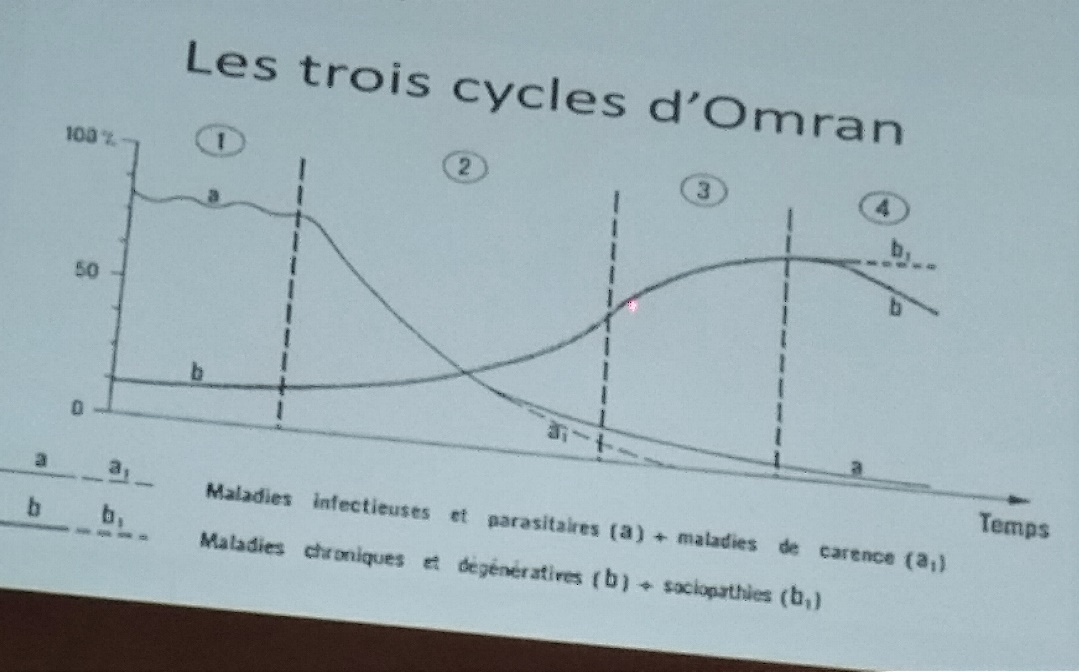 Les trois cycles d'Omran
100 %
1
2
3
4
a
b₁
50
b
b
0
a₁
a
a a₁
Maladies infectieuses et parasitaires (a) + maladies de carence (a₁)
Temps
b b₁
Maladies chroniques et dégénératives (b) + sociopathies (b₁)